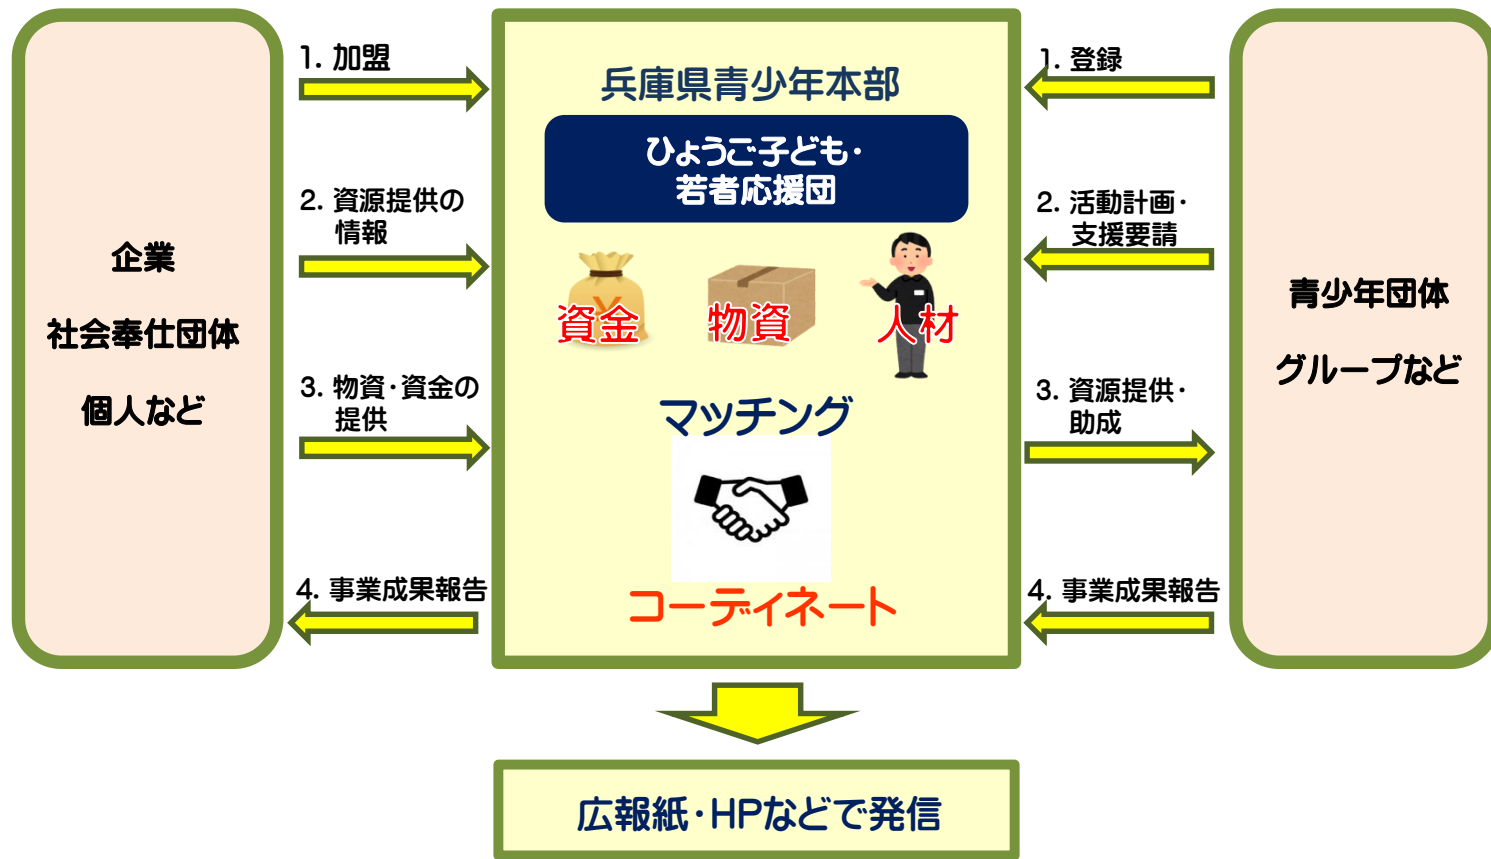 企業
社会奉仕団体
個人など
1. 加盟
2. 資源提供の
情報
3. 物資・資金の
提供
4. 事業成果報告
兵庫県青少年本部
ひょうご子ども・
若者応援団
¥
資金
物資
人材
マッチング
コーディネート
1. 登録
2. 活動計画・
支援要請
3. 資源提供・
助成
4. 事業成果報告
青少年団体
グループなど
広報紙・HPなどで発信